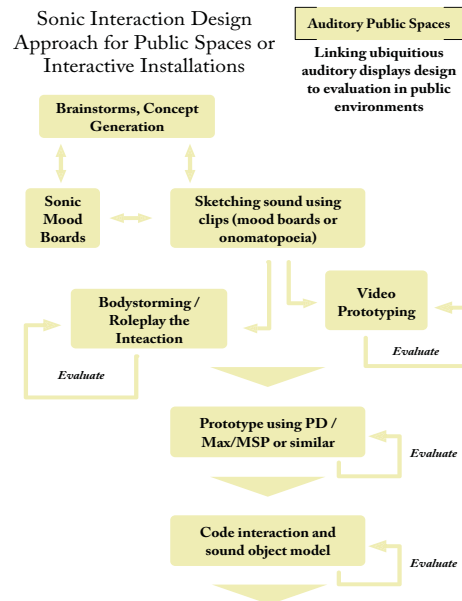 Sonic Interaction Design
Approach for Public Spaces or
Interactive Installations
Auditory Public Spaces
Linking ubiquitious
auditory displays design
to evaluation in public
environments
Brainstorms, Concept
Generation
Sonic
Mood
Boards
Sketching sound using
clips (mood boards or
onomatopoeia)
Bodystorming /
Roleplay the
Inteaction
Video
Prototyping
Evaluate
Evaluate
Prototype using PD /
Max/MSP or similar
Evaluate
Code interaction and
sound object model
Evaluate